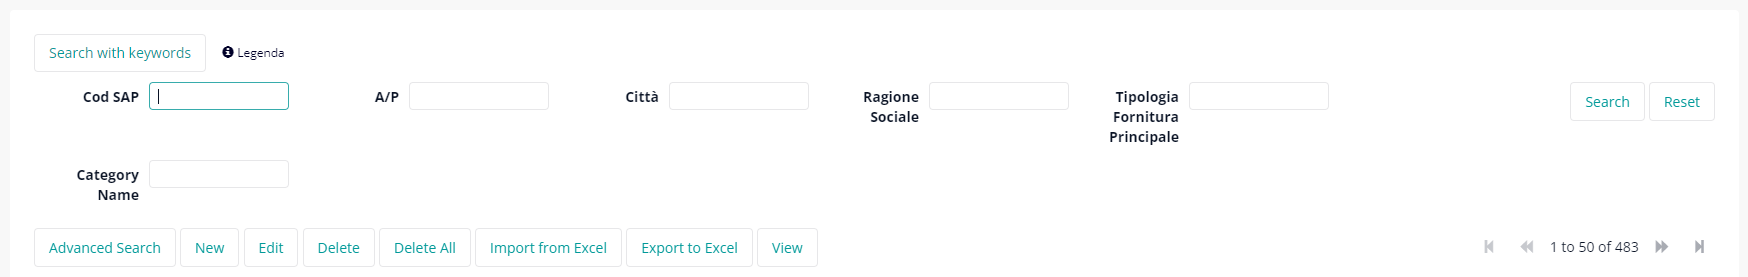 Search with keywords Legenda
Cod SAP A/P Città Ragione Sociale Tipologia Fornitura Principale Search Reset
Category Name
Advanced Search New Edit Delete Delete All Import from Excel Export to Excel View 1 to 50 of 483